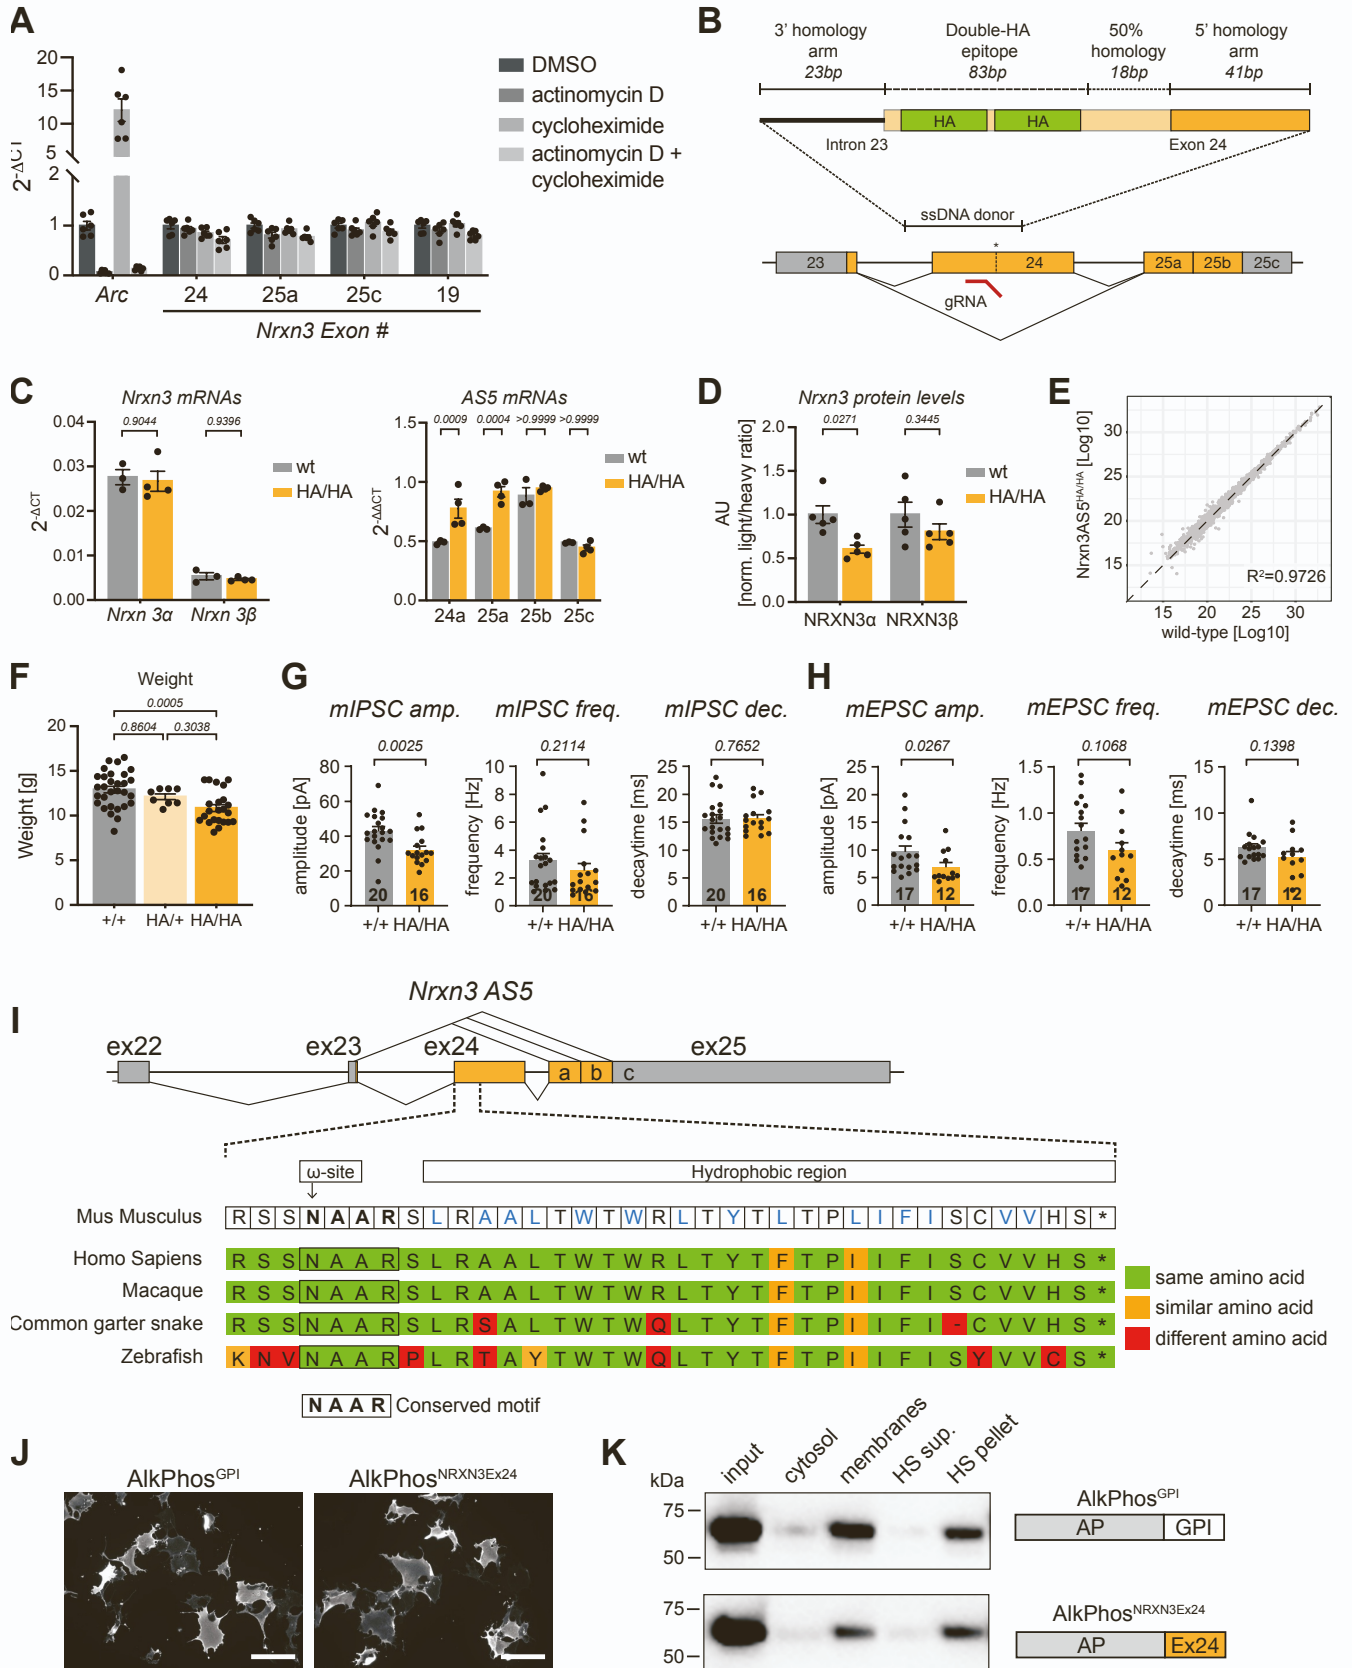 A
20
15
10
5
2
1
0
2-ΔCT
DMSO
actinomycin D
cycloheximide
actinomycin D +
cycloheximide
Arc 24 25a 25c 19
Nrxn3 Exon #
B
3’ homology arm 23bp
Double-HA epitope 83bp
50% homology 18bp
5’ homology arm 41bp
HA HA
Intron 23 Exon 24
ssDNA donor
*
23 24 25a 25b 25c
gRNA
C
Nrxn3 mRNAs
0.9044 0.9396
0.04
0.03
0.02
0.01
0.00
2-ΔCT
wt
HA/HA
Nrxn 3α Nrxn 3β
AS5 mRNAs
0.0009 0.0004 >0.9999 >0.9999
1.5
1.0
0.5
0.0
2-ΔΔCT
wt
HA/HA
24a 25a 25b 25c
D
Nrxn3 protein levels
0.0271 0.3445
2.0
1.5
1.0
0.5
0.0
AU
[norm. light/heavy ratio]
wt
HA/HA
NRXN3α NRXN3β
E
Nrxn3AS5HA/HA [Log10]
30
25
20
15
R²=0.9726
15 20 25 30
wild-type [Log10]
F
Weight
0.0005
0.8604 0.3038
20
15
10
5
0
Weight [g]
+/+ HA/+ HA/HA
G
mIPSC amp.
0.0025
80
60
40
20
0
amplitude [pA]
20 16
+/+ HA/HA
mIPSC freq.
0.2114
10
8
6
4
2
0
frequency [Hz]
20 16
+/+ HA/HA
mIPSC dec.
0.7652
25
20
15
10
5
0
decaytime [ms]
20 16
+/+ HA/HA
H
mEPSC amp.
0.0267
25
20
15
10
5
0
amplitude [pA]
17 12
+/+ HA/HA
mEPSC freq.
0.1068
1.5
1.0
0.5
0.0
frequency [Hz]
17 12
+/+ HA/HA
mEPSC dec.
0.1398
15
10
5
0
decaytime [ms]
17 12
+/+ HA/HA
I
Nrxn3 AS5
ex22 ex23 ex24 ex25
a b c
ω-site Hydrophobic region
Mus Musculus R S S N A A R S L R A A L T W T W R L T Y T L T P L I F I S C V V H S *
Homo Sapiens R S S N A A R S L R A A L T W T W R L T Y T F T P I I F I S C V V H S *
Macaque R S S N A A R S L R A A L T W T W R L T Y T F T P I I F I S C V V H S *
Common garter snake R S S N A A R S L R S A L T W T W Q L T Y T F T P I I F I - C V V H S *
Zebrafish K N V N A A R P L R T A Y T W T W Q L T Y T F T P I I F I S Y V V C S *
same amino acid
similar amino acid
different amino acid
N A A R Conserved motif
J
AlkPhosGPI AlkPhosNRXN3Ex24
K
input cytosol membranes HS sup. HS pellet
kDa
75
50
AlkPhosGPI
AP GPI
75
50
AlkPhosNRXN3Ex24
AP Ex24